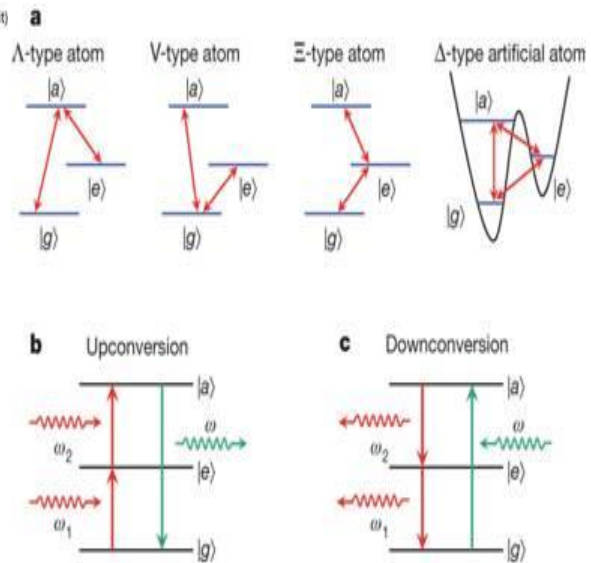 a
Λ-type atom
|a⟩
|e⟩
|g⟩
V-type atom
|a⟩
|e⟩
|g⟩
Ξ-type atom
|a⟩
|e⟩
|g⟩
Δ-type artificial atom
|a⟩
|e⟩
|g⟩
b Upconversion
|a⟩
ω₂
ω
|e⟩
ω₁
|g⟩
c Downconversion
|a⟩
ω₂
ω
|e⟩
ω₁
|g⟩